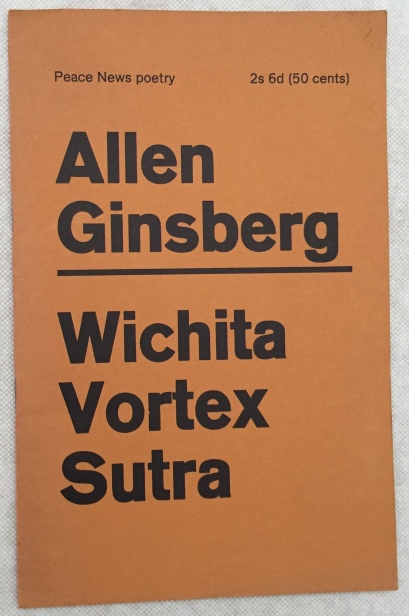 Peace News poetry 2s 6d (50 cents)
Allen
Ginsberg
Wichita
Vortex
Sutra